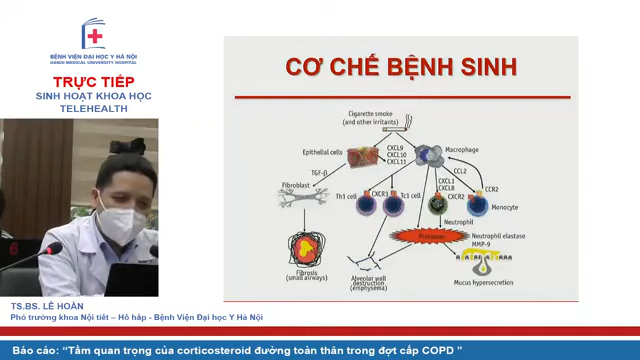 BỆNH VIỆN ĐẠI HỌC Y HÀ NỘI
HANOI MEDICAL UNIVERSITY HOSPITAL
TRỰC TIẾP
SINH HOẠT KHOA HỌC
TELEHEALTH
CƠ CHẾ BỆNH SINH
Cigarette smoke
(and other irritants)
Epithelial cells
CXCL9
CXCL10
CXCL11
Macrophage
TGF-β
CCL2
Fibroblast
CXCL1
CXCL8
CCR2
Th1 cell
CXCR3
Tc1 cell
CXCR2
Monocyte
Neutrophil
Proteases
Neutrophil elastase
MMP-9
Fibrosis
(small airways)
Alveolar wall
destruction
(emphysema)
Mucus hypersecretion
6
TS.BS. LÊ HOÀN
Phó trưởng khoa Nội tiết – Hô hấp - Bệnh Viện Đại học Y Hà Nội
Báo cáo: “Tầm quan trọng của corticosteroid đường toàn thân trong đợt cấp COPD ”